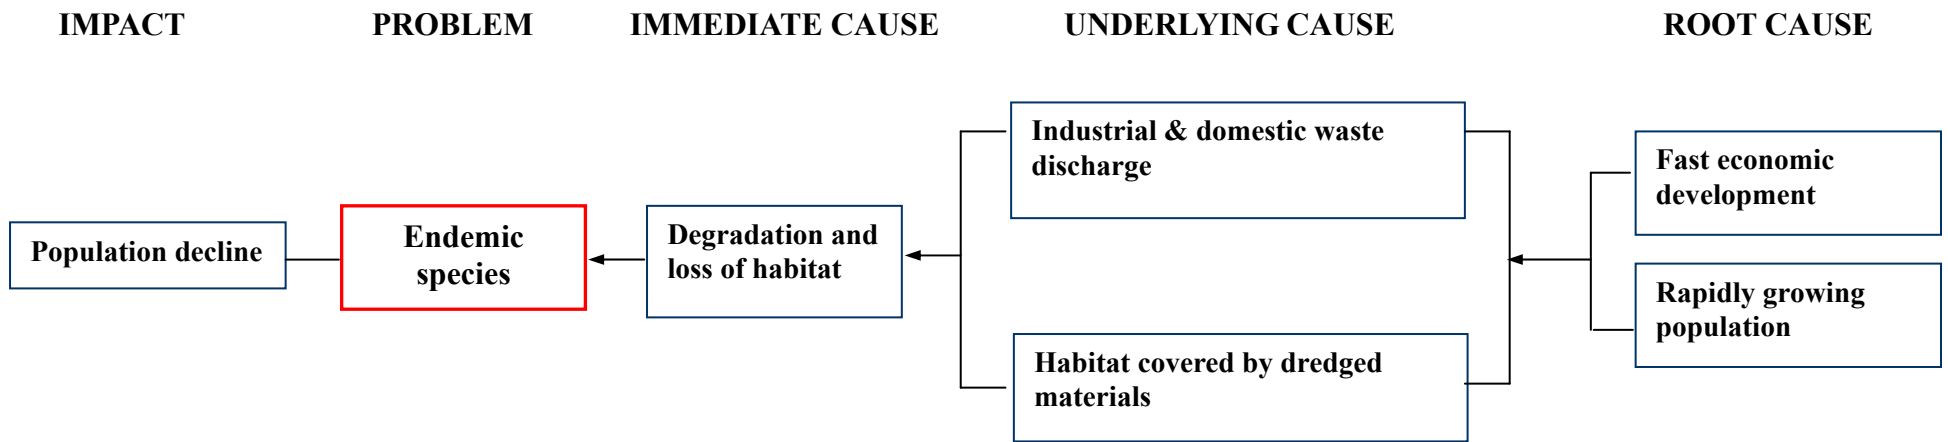 IMPACT
PROBLEM
IMMEDIATE CAUSE
UNDERLYING CAUSE
ROOT CAUSE
Population decline
Endemic
species
Degradation and
loss of habitat
Industrial & domestic waste
discharge
Habitat covered by dredged
materials
Fast economic
development
Rapidly growing
population